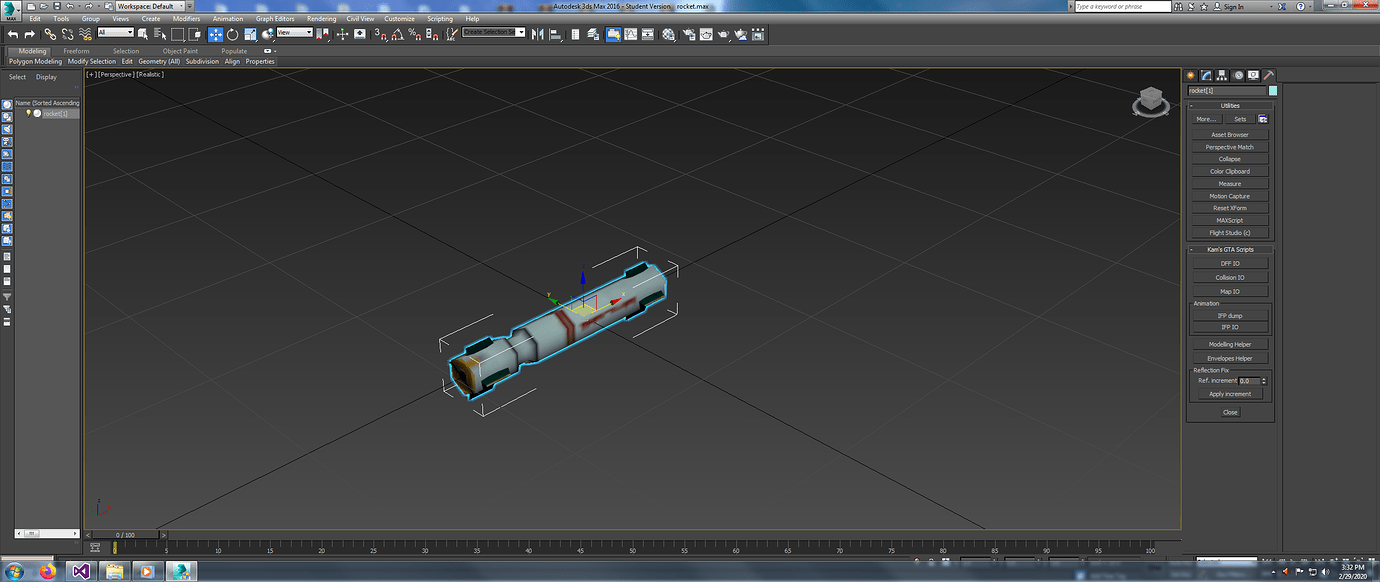 Workspace: Default
Autodesk 3ds Max 2016 - Student Version rocket.max
Type a keyword or phrase
Sign In
MAX
Edit Tools Group Views Create Modifiers Animation Graph Editors Rendering Civil View Customize Scripting Help
All
View
Create Selection Se
Modeling Freeform Selection Object Paint Populate
Polygon Modeling Modify Selection Edit Geometry (All) Subdivision Align Properties
Select Display
[+] [Perspective] [Realistic]
Name (Sorted Ascending
rocket[1]
rocket[1]
Utilities
More... Sets
Asset Browser
Perspective Match
Collapse
Color Clipboard
Measure
Motion Capture
Reset XForm
MAXScript
Flight Studio (c)
Kam's GTA Scripts
DFF IO
Collision IO
Map IO
Animation
IFP dump
IFP IO
Modelling Helper
Envelopes Helper
Reflection Fix
Ref. increment 0.0
Apply increment
Close
0 / 100
0 5 10 15 20 25 30 35 40 45 50 55 60 65 70 75 80 85 90 95 100
3:32 PM
2/29/2020